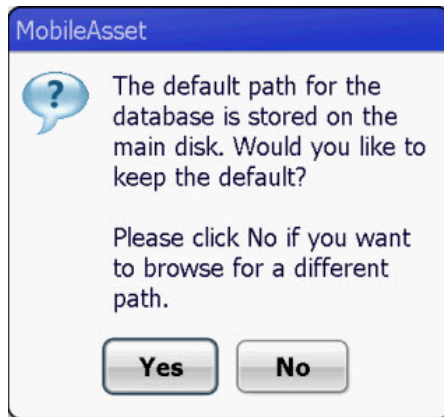 MobileAsset
?
The default path for the
database is stored on the
main disk. Would you like to
keep the default?
Please click No if you want
to browse for a different
path.
Yes No